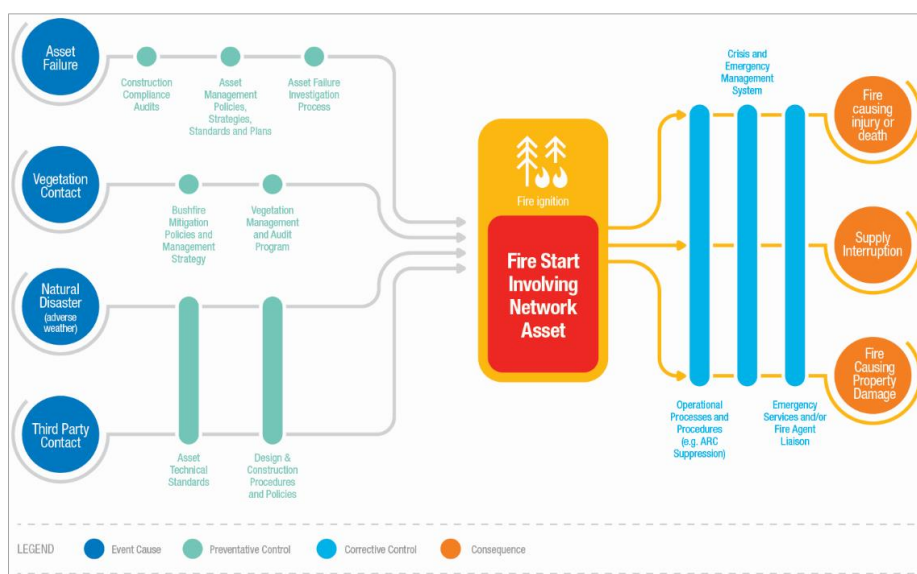 Asset
Failure
Construction
Compliance
Audits
Asset
Management
Policies,
Strategies,
Standards and Plans
Asset Failure
Investigation
Process
Vegetation
Contact
Bushfire
Mitigation
Policies and
Management
Strategy
Vegetation
Management
and Audit
Program
Natural
Disaster
(adverse
weather)
Third Party
Contact
Asset
Technical
Standards
Design &
Construction
Procedures
and Policies
Fire ignition
Fire Start
Involving
Network
Asset
Crisis and
Emergency
Management
System
Operational
Processes and
Procedures
(e.g. ARC
Suppression)
Emergency
Services and/or
Fire Agent
Liaison
Fire
causing
injury or
death
Supply
Interruption
Fire
Causing
Property
Damage
LEGEND
Event Cause
Preventative Control
Corrective Control
Consequence